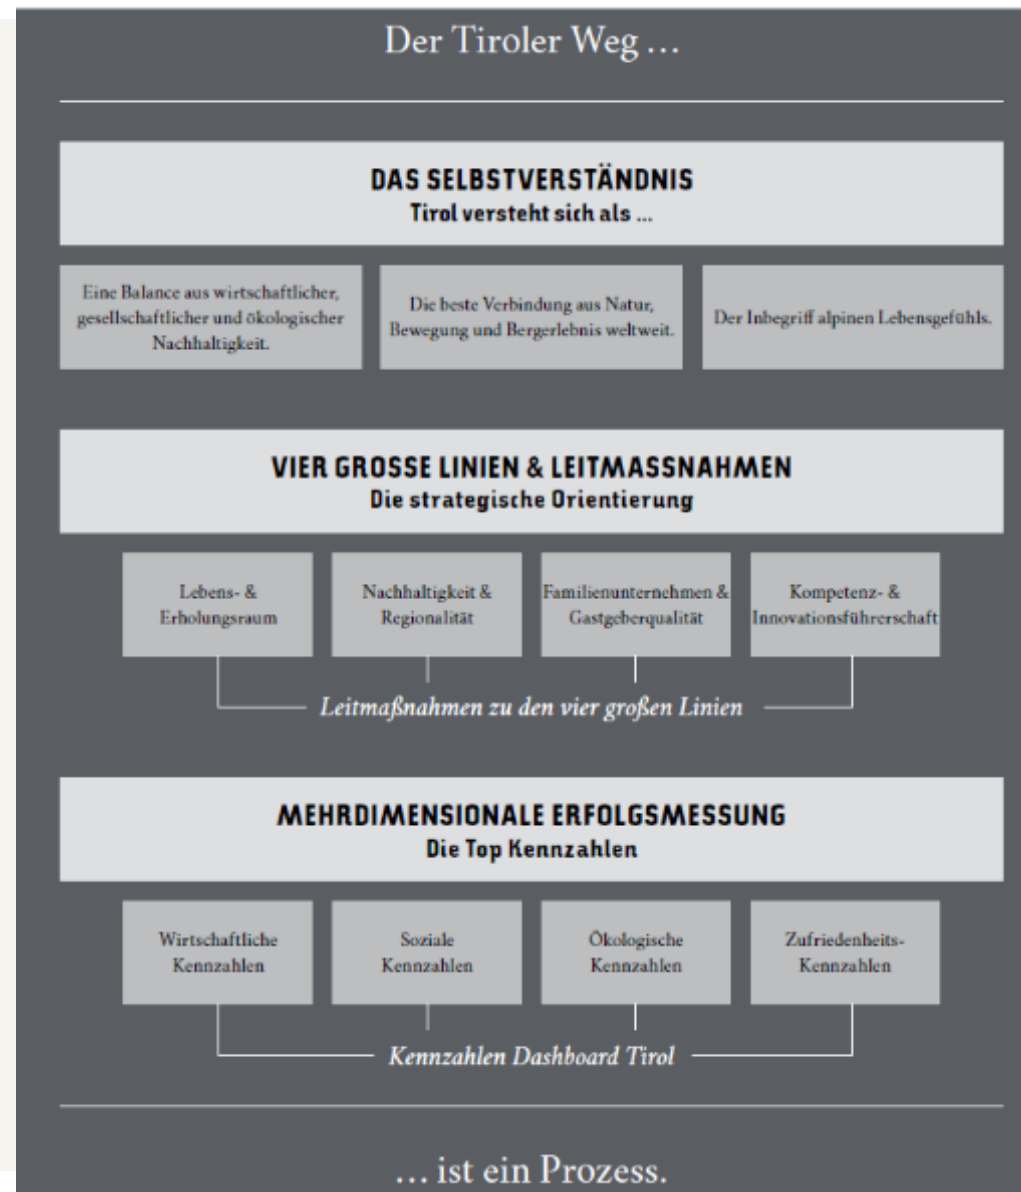 Der Tiroler Weg …
DAS SELBSTVERSTÄNDNIS
Tirol versteht sich als …
Eine Balance aus wirtschaftlicher,
gesellschaftlicher und ökologischer
Nachhaltigkeit.
Die beste Verbindung aus Natur,
Bewegung und Bergerlebnis weltweit.
Der Inbegriff alpinen Lebensgefühls.
VIER GROSSE LINIEN & LEITMASSNAHMEN
Die strategische Orientierung
Lebens- &
Erholungsraum
Nachhaltigkeit &
Regionalität
Familienunternehmen &
Gastgeberqualität
Kompetenz- &
Innovationsführerschaft
Leitmaßnahmen zu den vier großen Linien
MEHRDIMENSIONALE ERFOLGSMESSUNG
Die Top Kennzahlen
Wirtschaftliche
Kennzahlen
Soziale
Kennzahlen
Ökologische
Kennzahlen
Zufriedenheits-
Kennzahlen
Kennzahlen Dashboard Tirol
… ist ein Prozess.